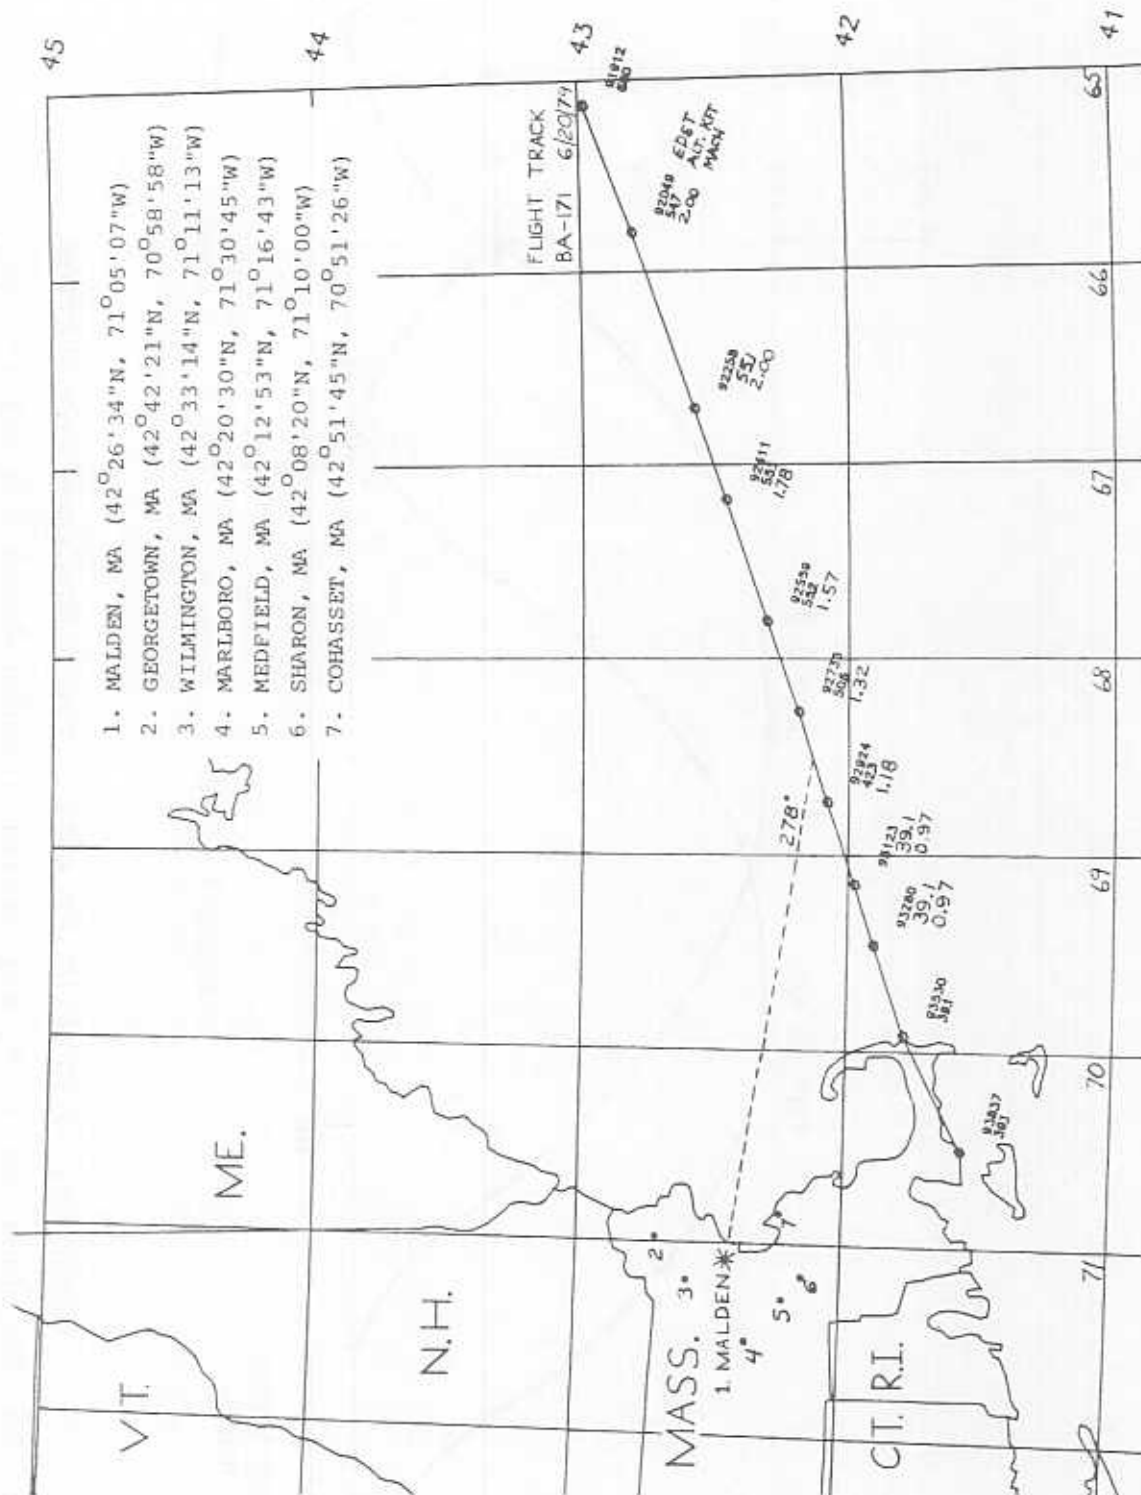 45
44
43
42
41
1. MALDEN, MA (42°26'34"N, 71°05'07"W)
2. GEORGETOWN, MA (42°42'21"N, 70°58'58"W)
3. WILMINGTON, MA (42°33'14"N, 71°11'13"W)
4. MARLBORO, MA (42°20'30"N, 71°30'45"W)
5. MEDFIELD, MA (42°12'53"N, 71°16'43"W)
6. SHARON, MA (42°08'20"N, 71°10'00"W)
7. COHASSET, MA (42°51'45"N, 70°51'26"W)
FLIGHT TRACK
BA-171 6/20/79
91912
92049 EDST
547 ALT. KFT
2.00 MACH
92258
551
2.00
92411
551
1.78
92559
552
1.57
92735
506
1.32
92924
423
1.18
93123
39.1
0.97
93260
39.1
0.97
93530
391
93837
391
278°
65
66
67
68
69
70
71
VT.
ME.
N.H.
MASS.
1. MALDEN
2
3
4
5
6
7
CT.
R.I.